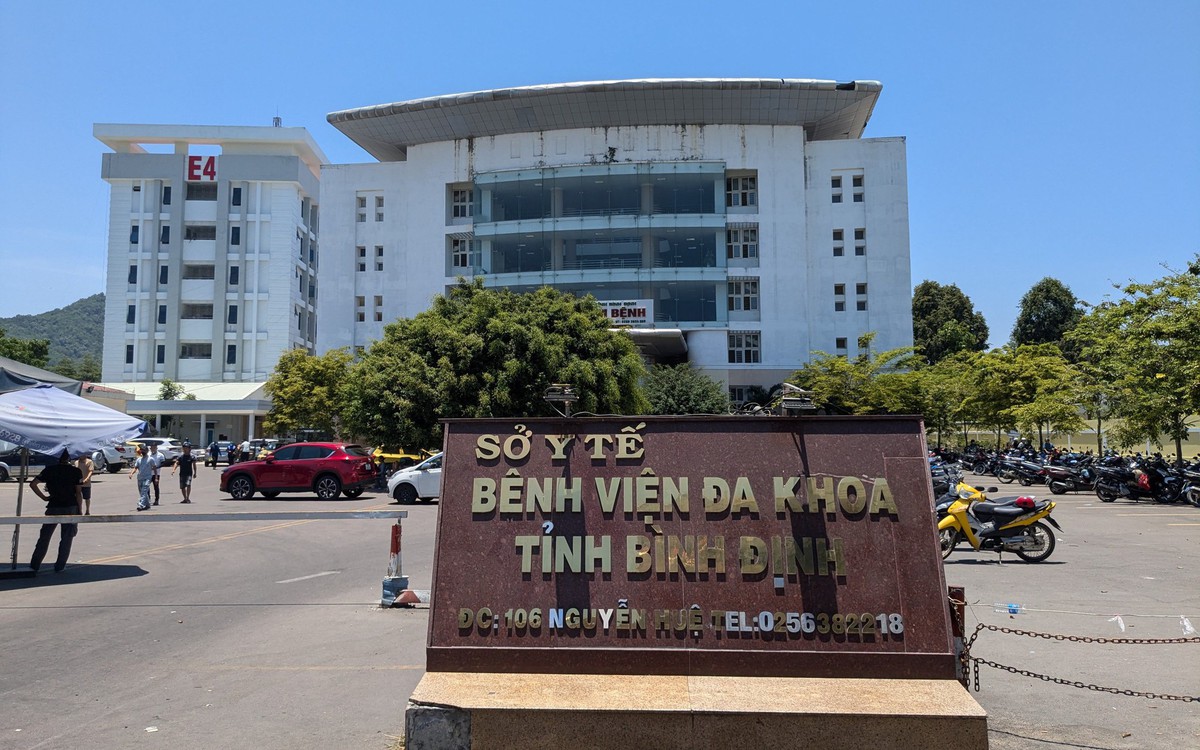 E4
BỆNH
SỞ Y TẾ
BỆNH VIỆN ĐA KHOA
TỈNH BÌNH ĐỊNH
ĐC: 106 NGUYỄN HUỆ TEL:0256382218